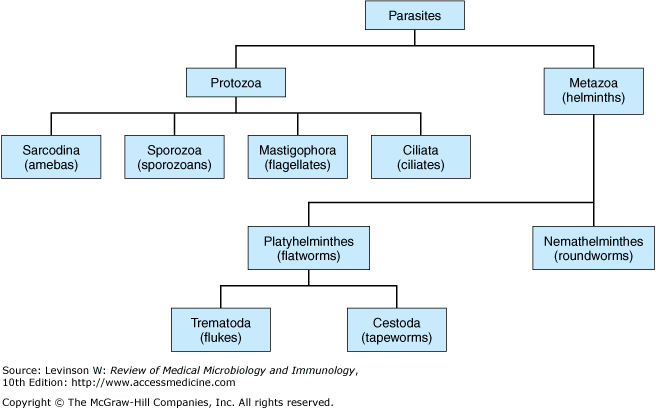 Parasites
Protozoa
Metazoa
(helminths)
Sarcodina
(amebas)
Sporozoa
(sporozoans)
Mastigophora
(flagellates)
Ciliata
(ciliates)
Platyhelminthes
(flatworms)
Nemathelminthes
(roundworms)
Trematoda
(flukes)
Cestoda
(tapeworms)
Source: Levinson W: Review of Medical Microbiology and Immunology,
10th Edition: http://www.accessmedicine.com
Copyright © The McGraw-Hill Companies, Inc. All rights reserved.